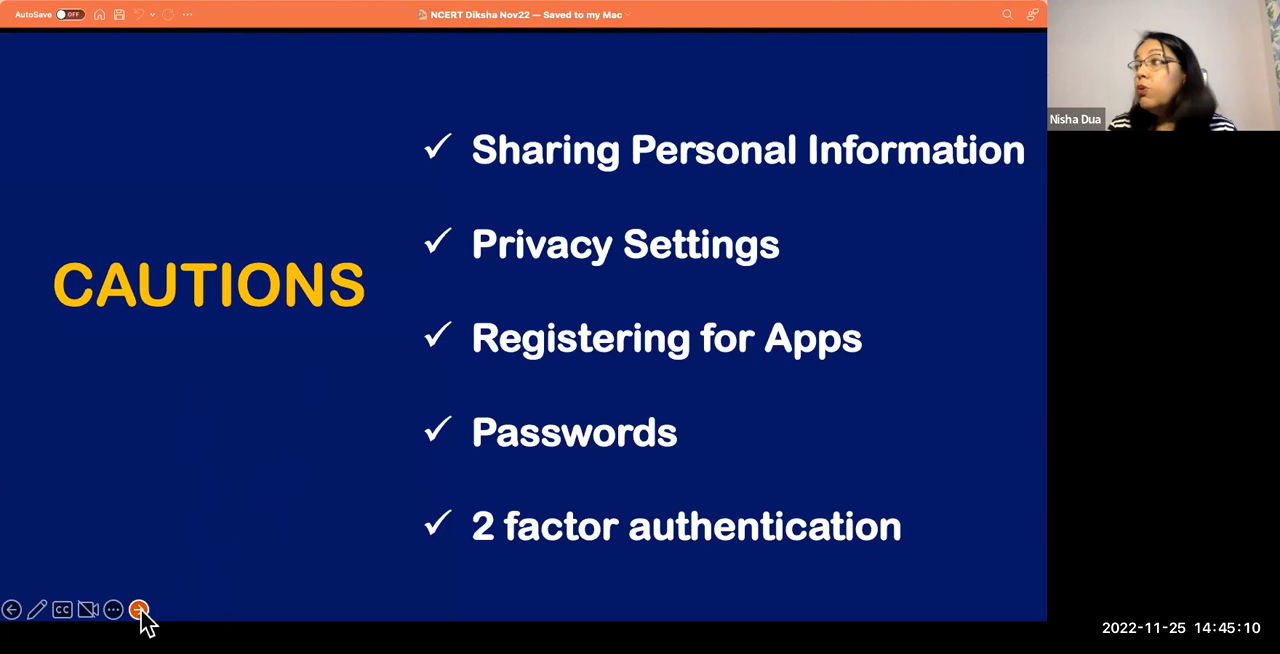 AutoSave OFF
NCERT Diksha Nov22 — Saved to my Mac
Nisha Dua
CAUTIONS
✓ Sharing Personal Information
✓ Privacy Settings
✓ Registering for Apps
✓ Passwords
✓ 2 factor authentication
CC
2022-11-25 14:45:10